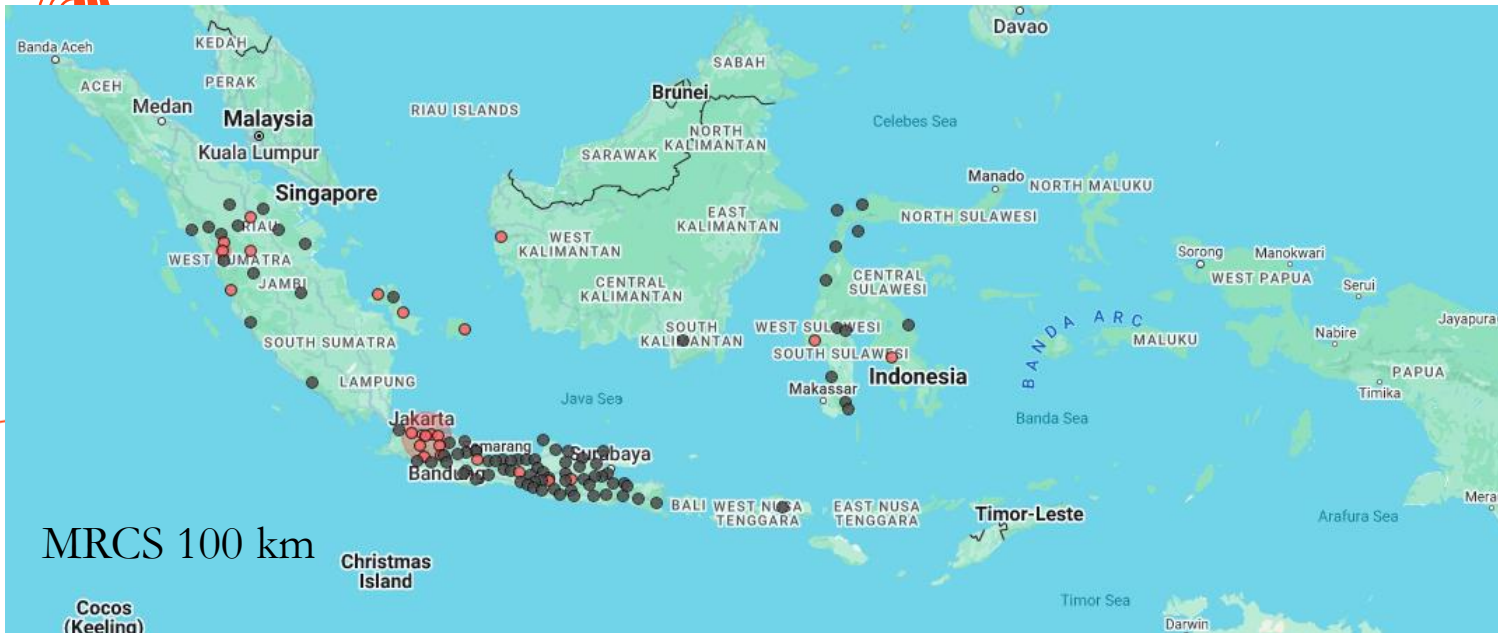 Banda Aceh
KEDAH
Davao
ACEH
PERAK
SABAH
Medan
RIAU ISLANDS
Brunei
Malaysia
Celebes Sea
Kuala Lumpur
NORTH
KALIMANTAN
SARAWAK
Singapore
Manado
NORTH MALUKU
RIAU
EAST
KALIMANTAN
NORTH SULAWESI
WEST
KALIMANTAN
Sorong
Manokwari
WEST SUMATRA
CENTRAL
SULAWESI
WEST PAPUA
JAMBI
CENTRAL
KALIMANTAN
Serui
BANDA ARC
Jayapura
SOUTH
KALIMANTAN
WEST SULAWESI
Nabire
MALUKU
SOUTH SUMATRA
SOUTH SULAWESI
Indonesia
PAPUA
LAMPUNG
Makassar
Timika
Java Sea
Jakarta
Banda Sea
marang
Surabaya
Bandung
BALI
WEST NUSA
TENGGARA
EAST NUSA
TENGGARA
Timor-Leste
Mera
Arafura Sea
MRCS 100 km
Christmas
Island
Timor Sea
Cocos
(Keeling)
Darwin